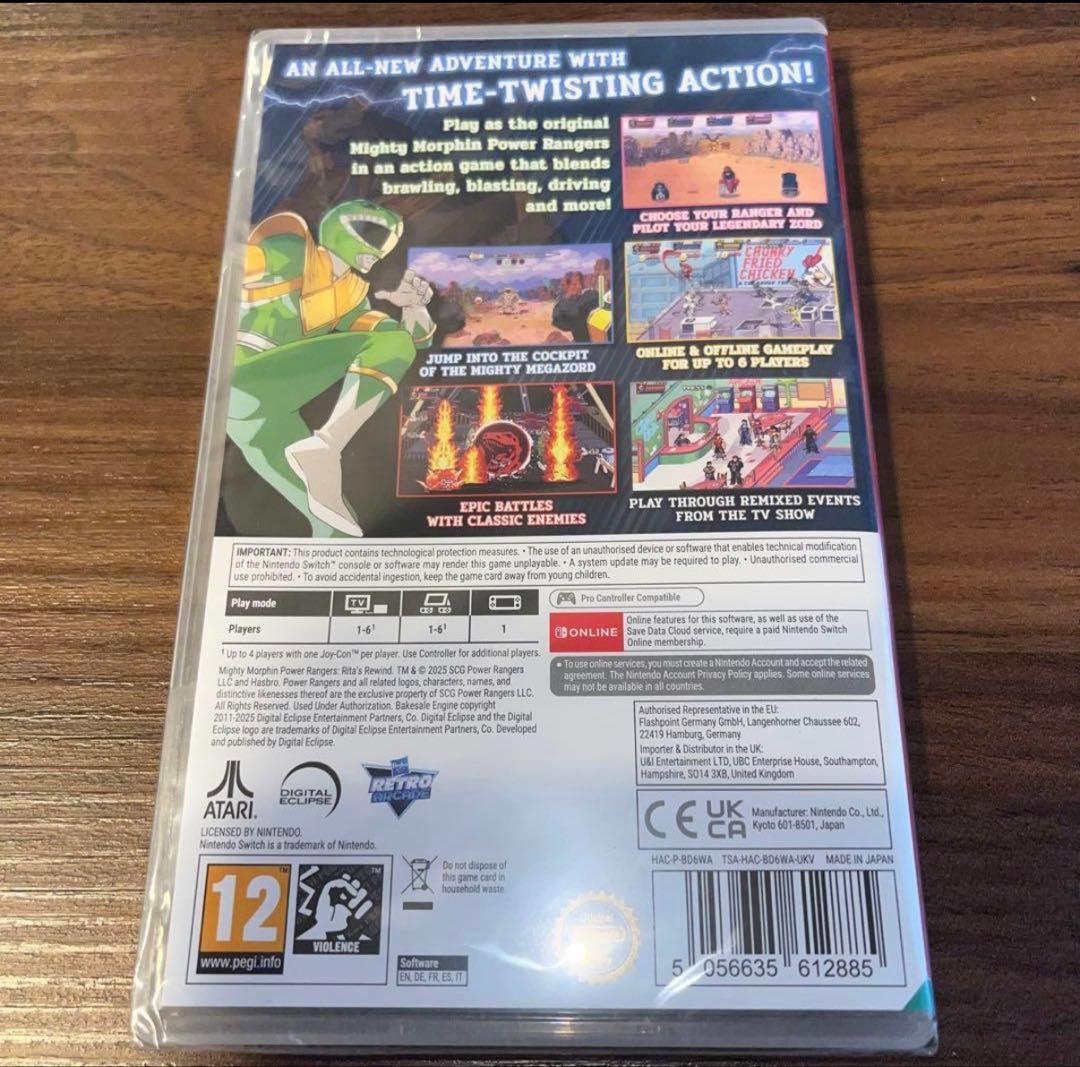 AN ALL-NEW ADVENTURE WITH
TIME-TWISTING ACTION!
Play as the original
Mighty Morphin Power Rangers
in an action game that blends
brawling, blasting, driving
and more!
CHOOSE YOUR RANGER AND
PILOT YOUR LEGENDARY ZORD
JUMP INTO THE COCKPIT
OF THE MIGHTY MEGAZORD
CHUNKY
FRIED
CHICKEN
ONLINE & OFFLINE GAMEPLAY
FOR UP TO 6 PLAYERS
EPIC BATTLES
WITH CLASSIC ENEMIES
PLAY THROUGH REMIXED EVENTS
FROM THE TV SHOW
IMPORTANT: This product contains technological protection measures. • The use of an unauthorised device or software that enables technical modification
of the Nintendo Switch™ console or software may render this game unplayable. • A system update may be required to play. • Unauthorised commercial
use prohibited. • To avoid accidental ingestion, keep the game card away from young children.
Play mode TV
Players 1-6¹ 1-6¹ 1
¹ Up to 4 players with one Joy-Con™ per player. Use Controller for additional players.
Pro Controller Compatible
ONLINE
Online features for this software, as well as use of the
Save Data Cloud service, require a paid Nintendo Switch
Online membership.
• To use online services, you must create a Nintendo Account and accept the related
agreement. The Nintendo Account Privacy Policy applies. Some online services
may not be available in all countries.
Mighty Morphin Power Rangers: Rita's Rewind. TM & © 2025 SCG Power Rangers
LLC and Hasbro. Power Rangers and all related logos, characters, names, and
distinctive likenesses thereof are the exclusive property of SCG Power Rangers LLC.
All Rights Reserved. Used Under Authorization. Bakesale Engine copyright
2011-2025 Digital Eclipse Entertainment Partners, Co. Digital Eclipse and the Digital
Eclipse logo are trademarks of Digital Eclipse Entertainment Partners, Co. Developed
and published by Digital Eclipse.
Authorised Representative in the EU:
Flashpoint Germany GmbH, Langenhorner Chaussee 602,
22419 Hamburg, Germany
Importer & Distributor in the UK:
U&I Entertainment LTD, UBC Enterprise House, Southampton,
Hampshire, SO14 3XB, United Kingdom
ATARI.
DIGITAL
ECLIPSE
Hasbro
RETRO
ARCADE
CE UK
CA
Manufacturer: Nintendo Co., Ltd.,
Kyoto 601-8501, Japan
LICENSED BY NINTENDO.
Nintendo Switch is a trademark of Nintendo.
HAC-P-BD6WA TSA-HAC-BD6WA-UKV MADE IN JAPAN
12
TM
www.pegi.info
TM
VIOLENCE
Do not dispose of
this game card in
household waste
Software
EN, DE, FR, ES, IT
Original
Nintendo
5 056635 612885